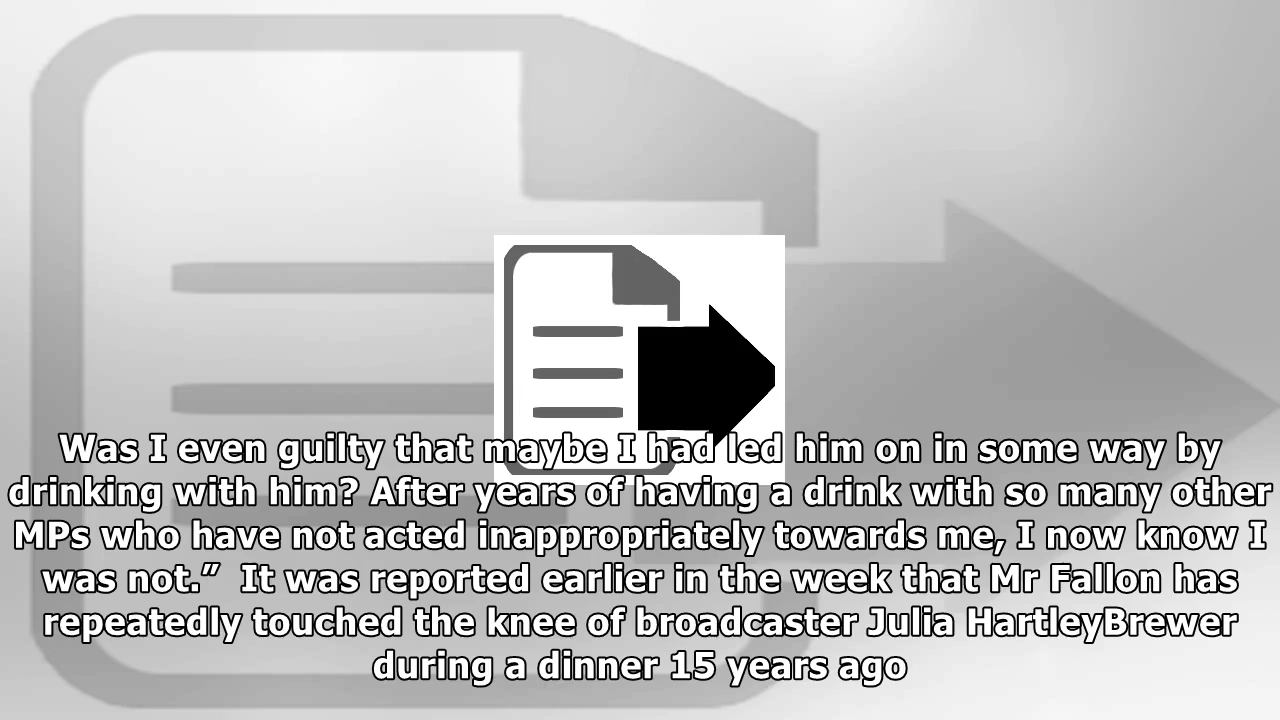 Was I even guilty that maybe I had led him on in some way by
drinking with him? After years of having a drink with so many other
MPs who have not acted inappropriately towards me, I now know I
was not.”  It was reported earlier in the week that Mr Fallon has
repeatedly touched the knee of broadcaster Julia HartleyBrewer
during a dinner 15 years ago